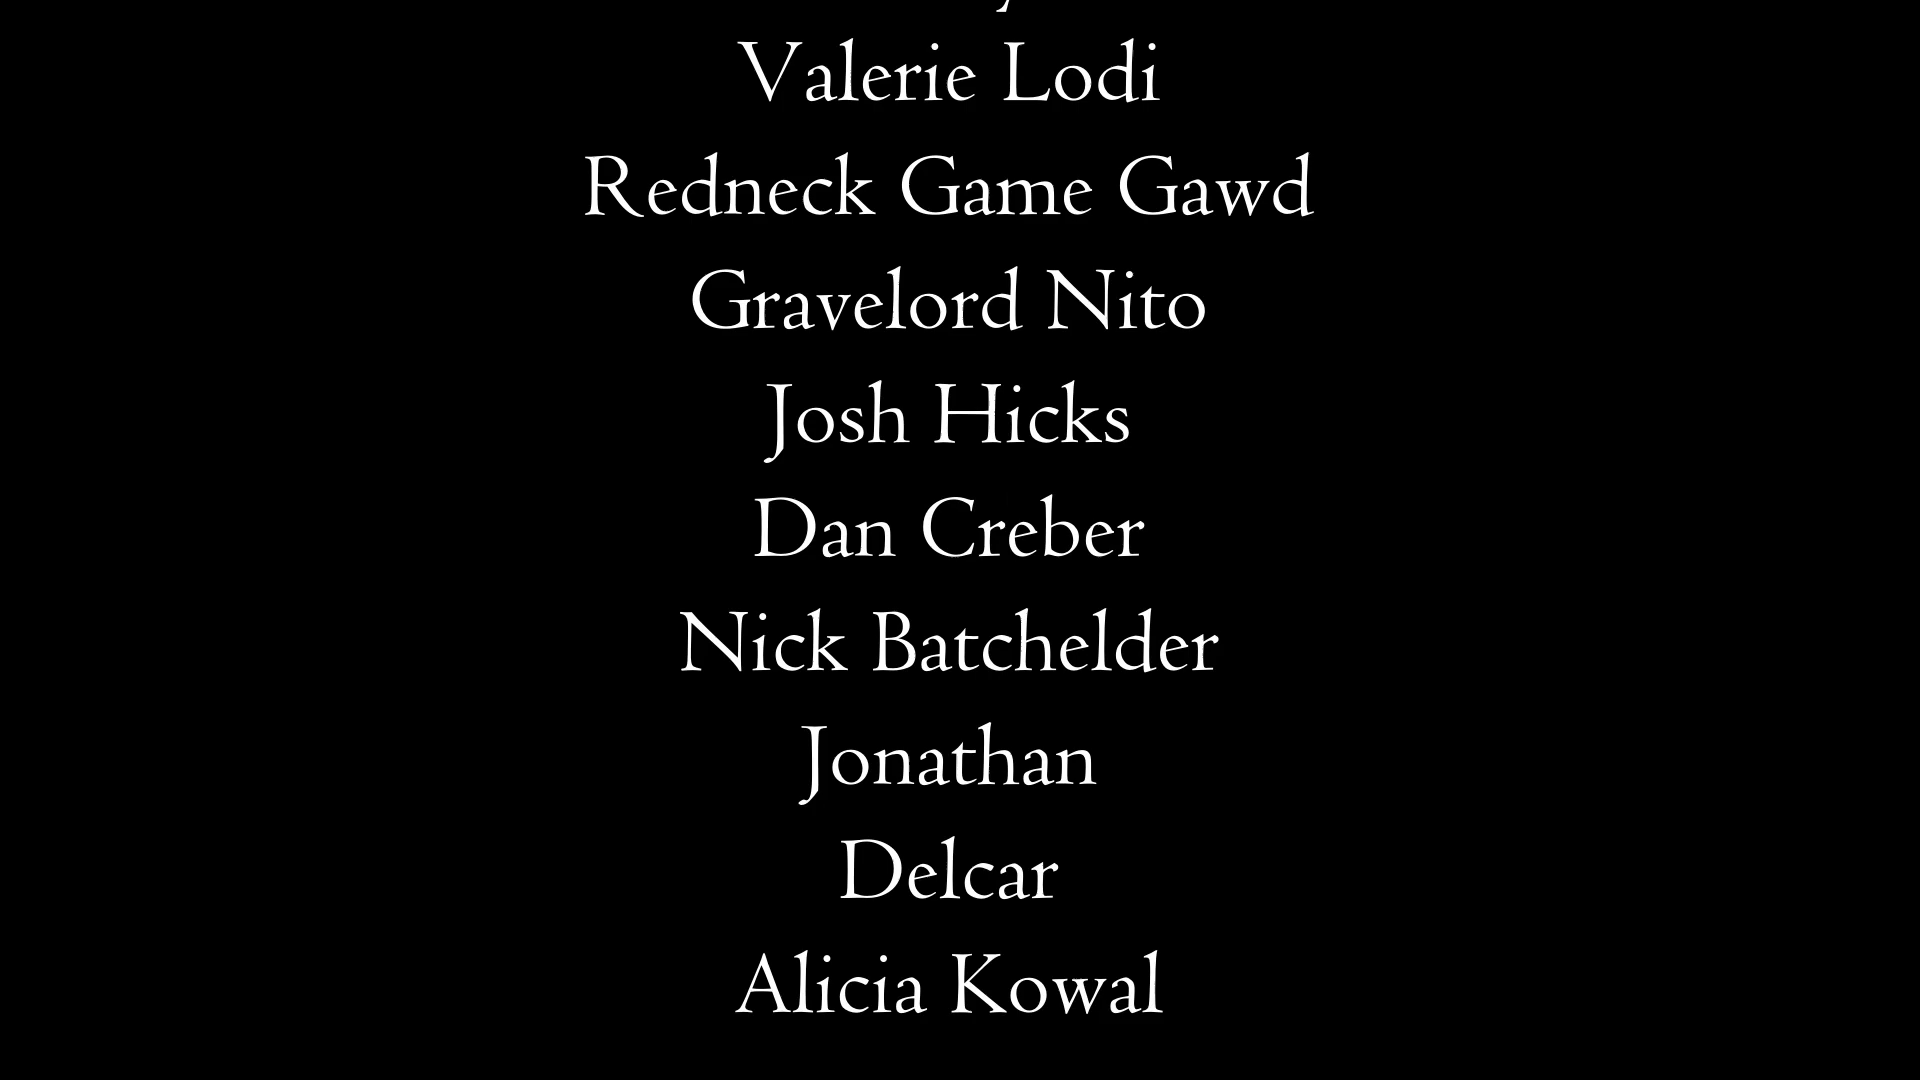 Valerie Lodi
Redneck Game Gawd
Gravelord Nito
Josh Hicks
Dan Creber
Nick Batchelder
Jonathan
Delcar
Alicia Kowal